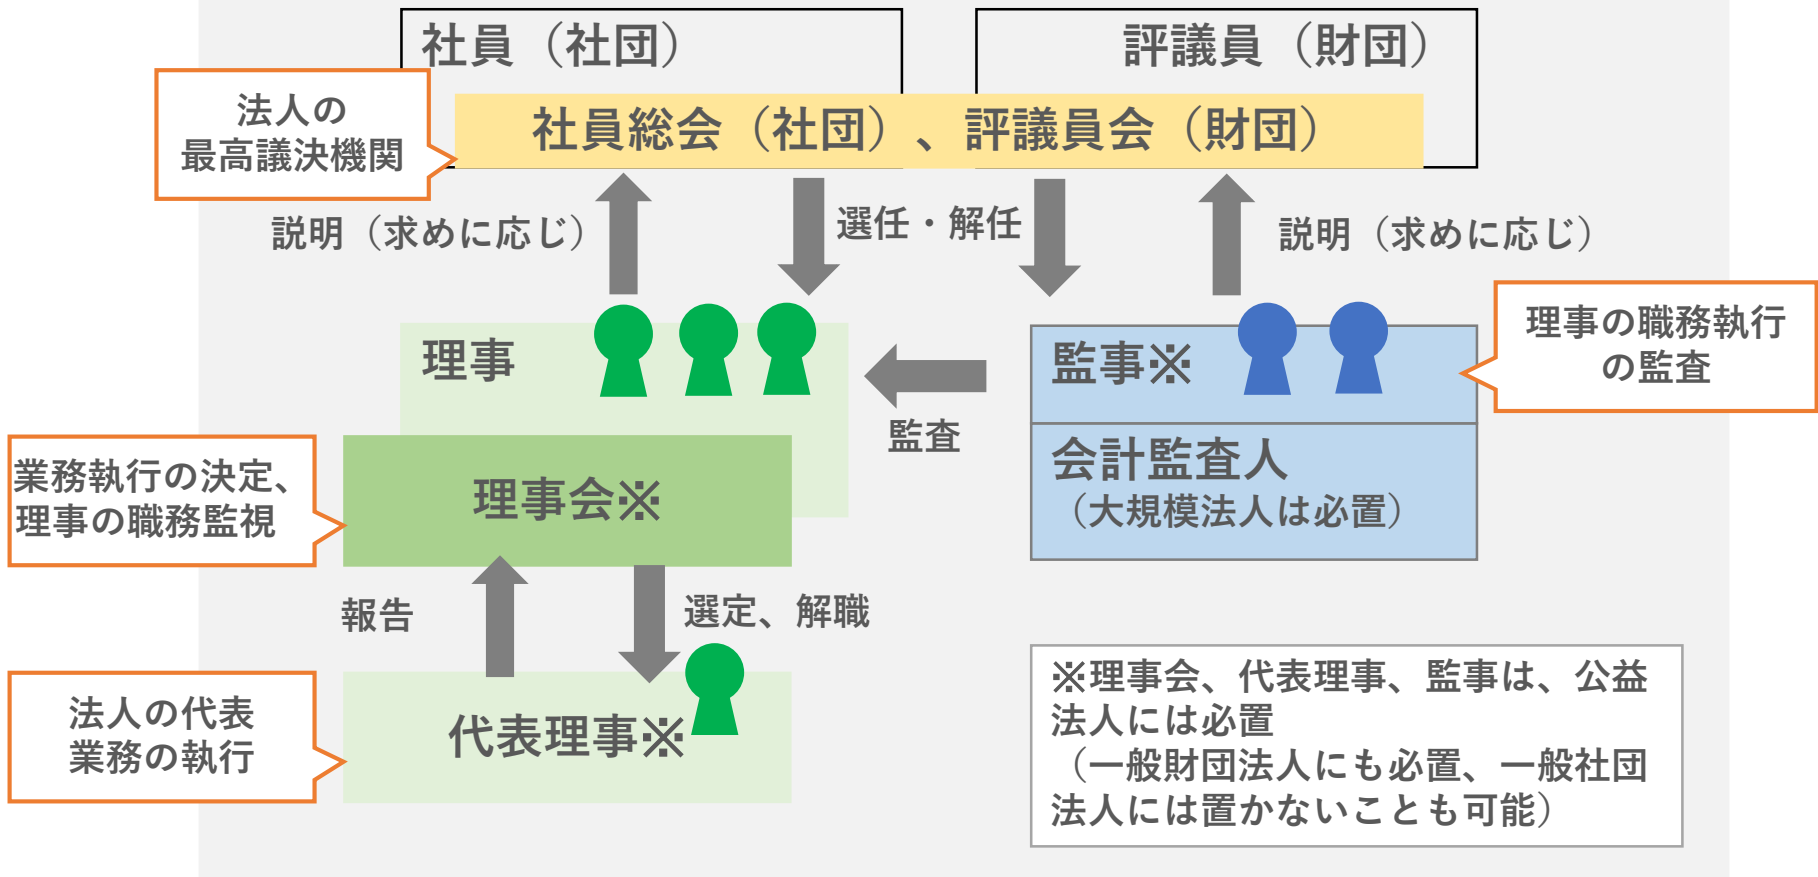 社員（社団）
評議員（財団）
法人の
最高議決機関
社員総会（社団）、評議員会（財団）
説明（求めに応じ）
選任・解任
説明（求めに応じ）
理事
監事※
理事の職務執行
の監査
監査
会計監査人
（大規模法人は必置）
業務執行の決定、
理事の職務監視
理事会※
報告
選定、解職
法人の代表
業務の執行
代表理事※
※理事会、代表理事、監事は、公益
法人には必置
（一般財団法人にも必置、一般社団
法人には置かないことも可能）